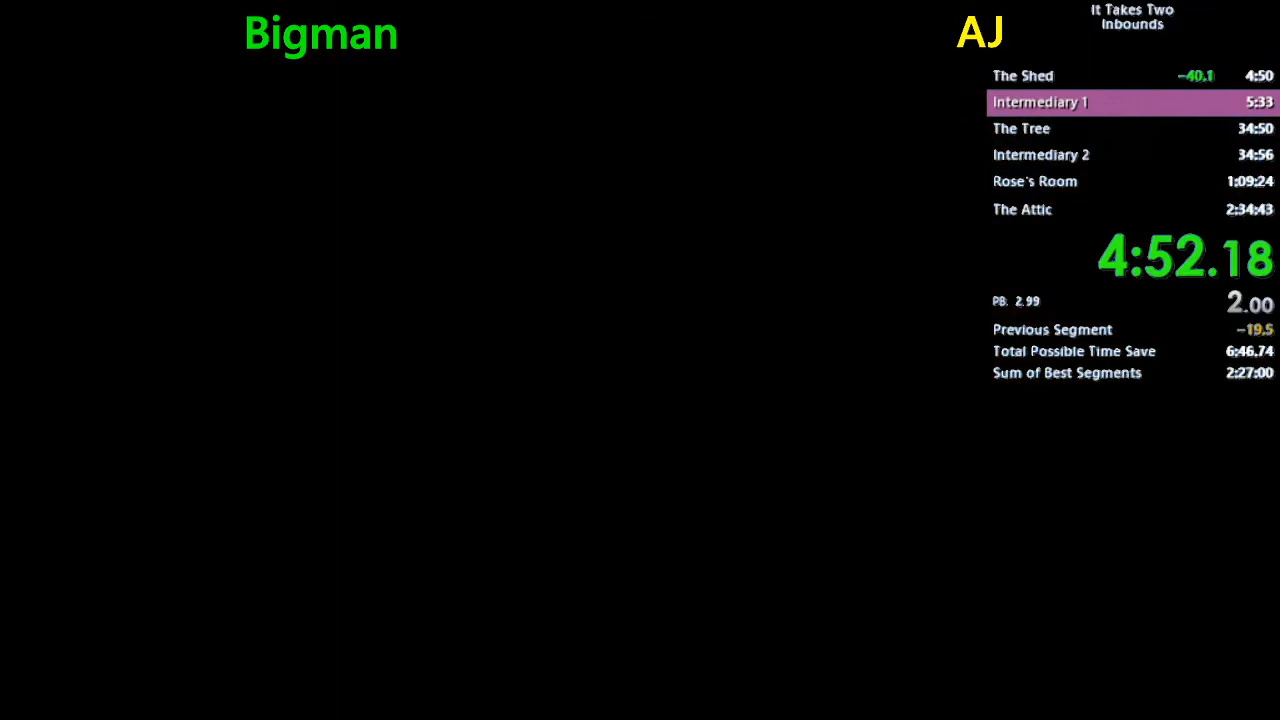 Bigman
AJ
It Takes Two
Inbounds
The Shed −40.1 4:50
Intermediary 1 5:33
The Tree 34:50
Intermediary 2 34:56
Rose's Room 1:09:24
The Attic 2:34:43
4:52.18
PB: 2.99 2.00
Previous Segment −19.5
Total Possible Time Save 6:46.74
Sum of Best Segments 2:27:00